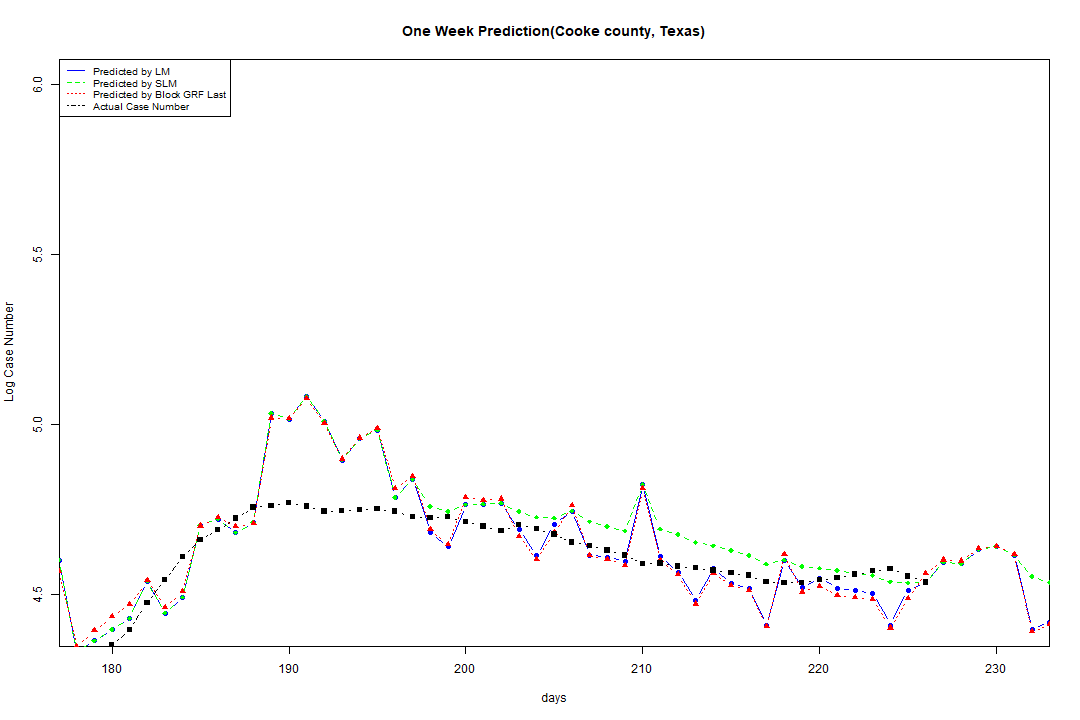 One Week Prediction(Cooke county, Texas)
Predicted by LM
Predicted by SLM
Predicted by Block GRF Last
Actual Case Number
6.0
5.5
5.0
4.5
Log Case Number
180 190 200 210 220 230
days